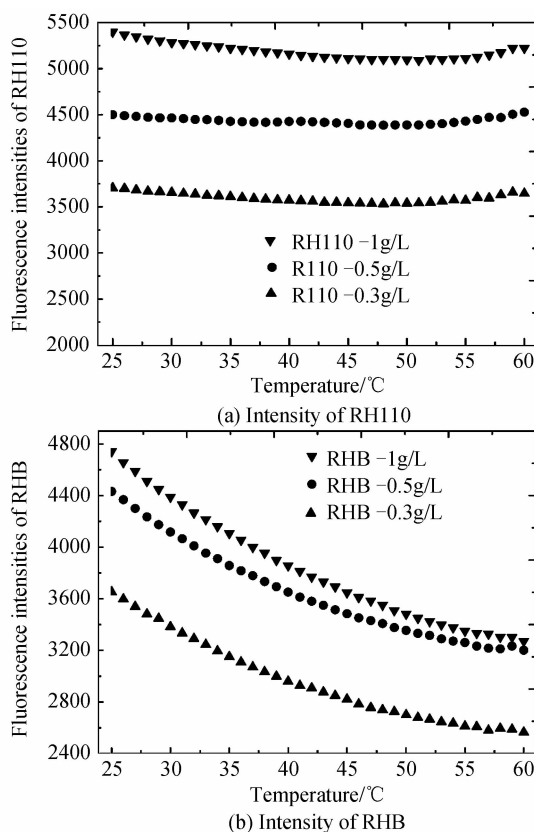 5500
5000
4500
4000
3500
3000
2500
2000
Fluorescence intensities of RH110
RH110 −1g/L
R110 −0.5g/L
R110 −0.3g/L
25 30 35 40 45 50 55 60
Temperature/℃
(a) Intensity of RH110
4800
4400
4000
3600
3200
2800
2400
Fluorescence intensities of RHB
RHB −1g/L
RHB −0.5g/L
RHB −0.3g/L
25 30 35 40 45 50 55 60
Temperature/℃
(b) Intensity of RHB